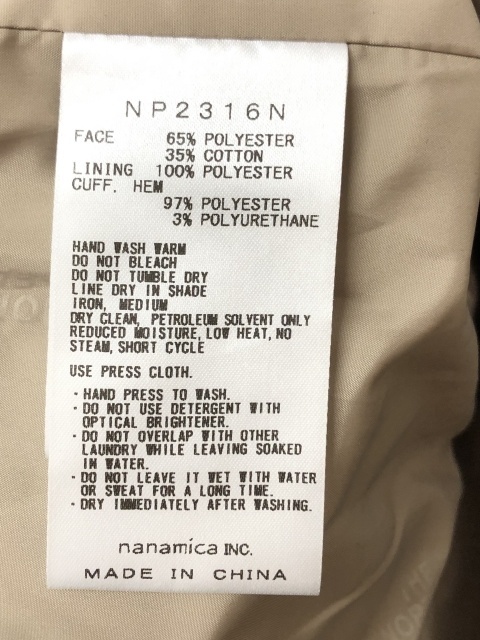 NP2316N
FACE 65% POLYESTER
35% COTTON
LINING 100% POLYESTER
CUFF. HEM
97% POLYESTER
3% POLYURETHANE
HAND WASH WARM
DO NOT BLEACH
DO NOT TUMBLE DRY
LINE DRY IN SHADE
IRON, MEDIUM
DRY CLEAN, PETROLEUM SOLVENT ONLY
REDUCED MOISTURE, LOW HEAT, NO
STEAM, SHORT CYCLE
USE PRESS CLOTH.
・HAND PRESS TO WASH.
・DO NOT USE DETERGENT WITH
OPTICAL BRIGHTENER.
・DO NOT OVERLAP WITH OTHER
LAUNDRY WHILE LEAVING SOAKED
IN WATER.
・DO NOT LEAVE IT WET WITH WATER
OR SWEAT FOR A LONG TIME.
・DRY IMMEDIATELY AFTER WASHING.
nanamica INC.
MADE IN CHINA